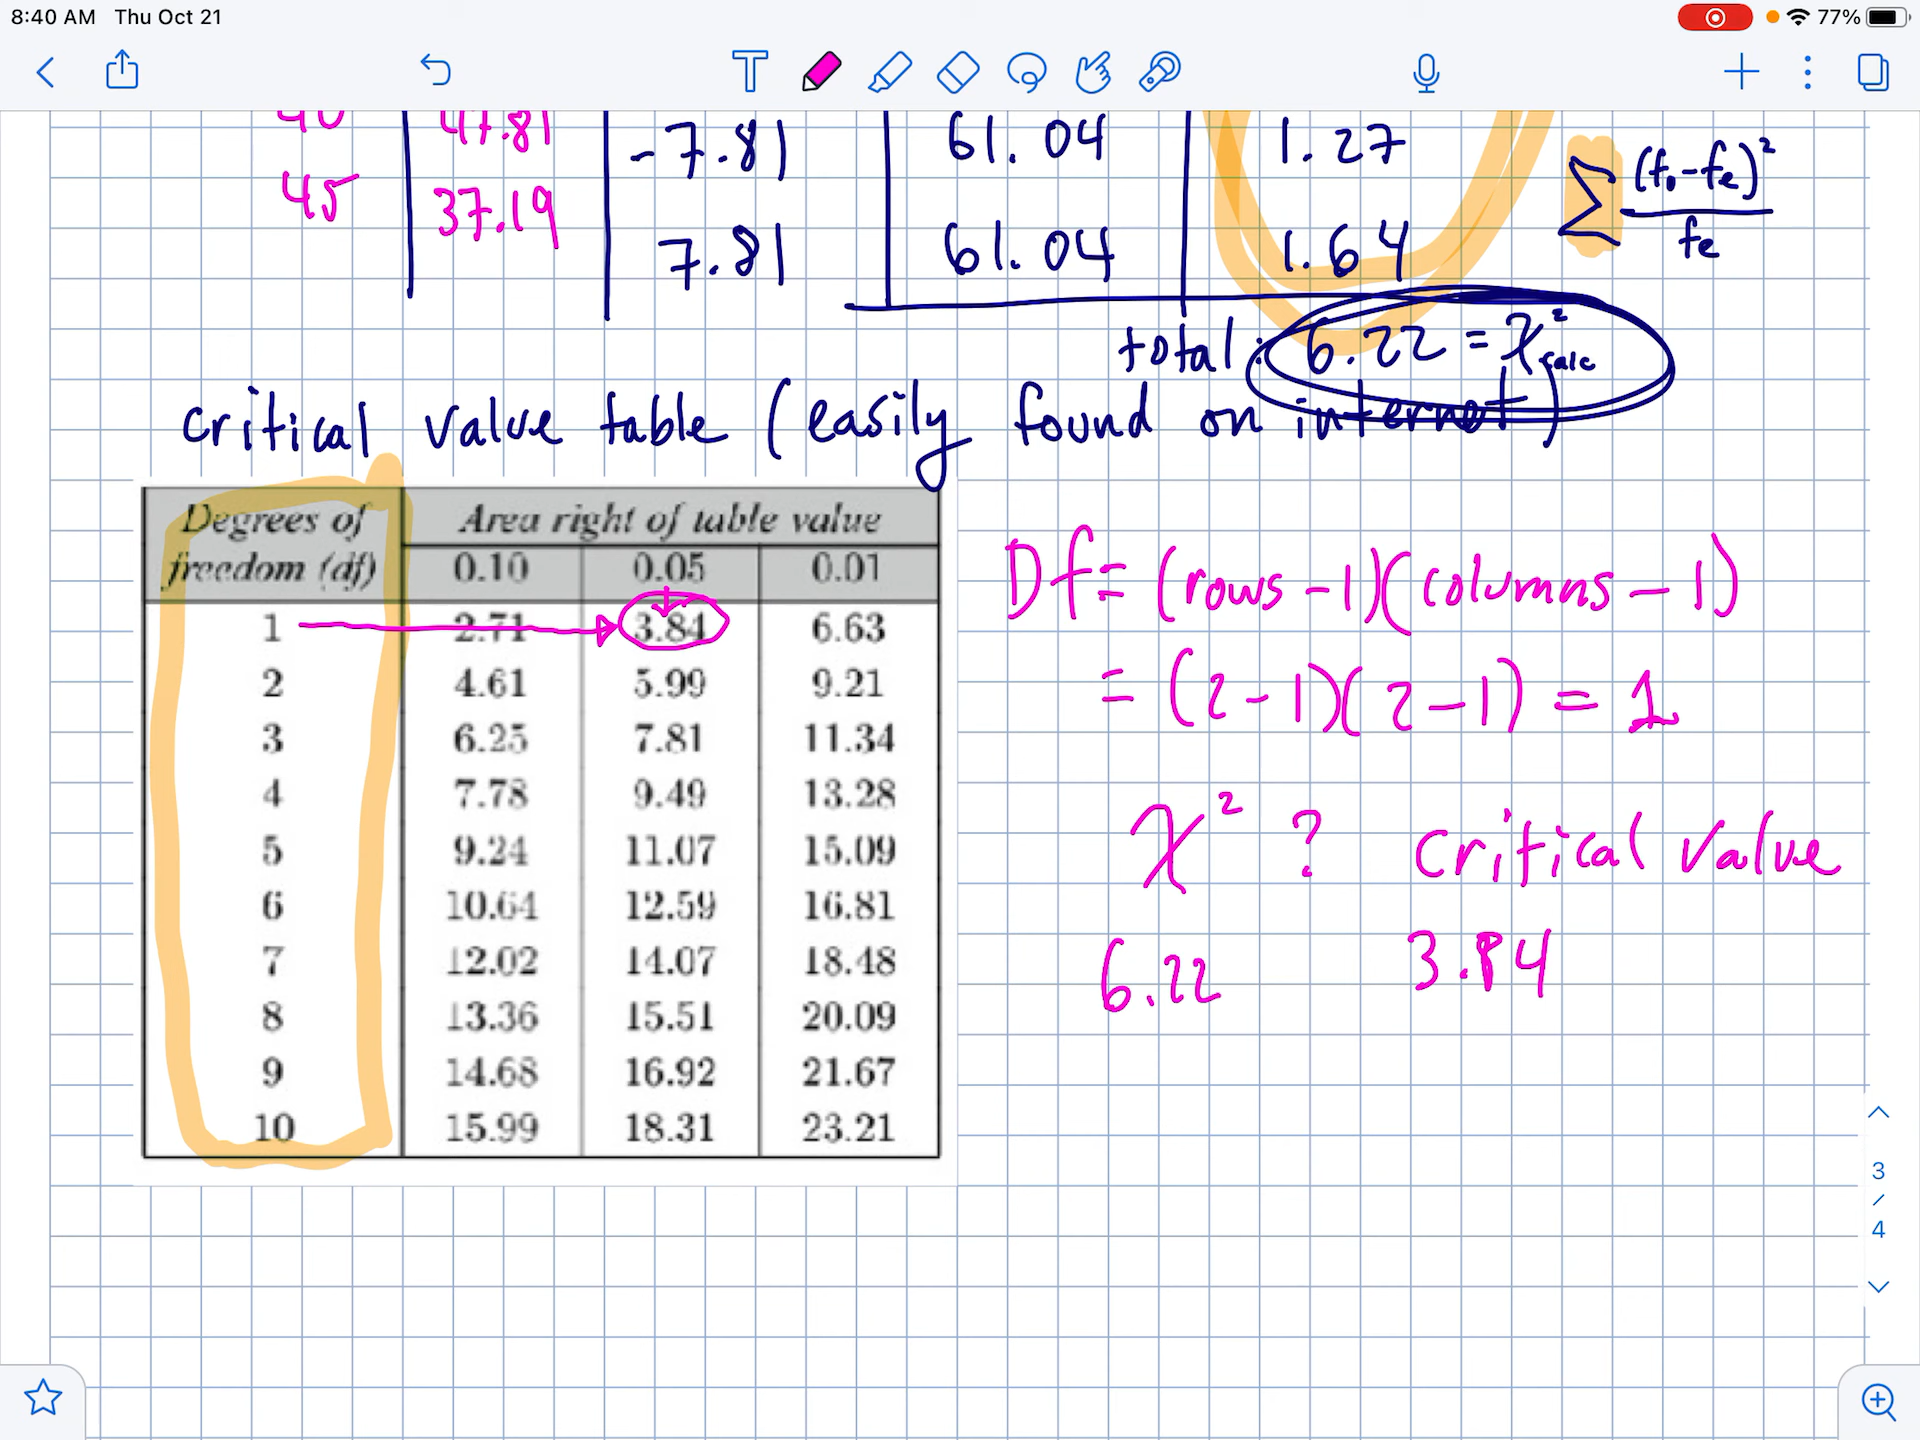 8:40 AM Thu Oct 21
77%
T
40 47.81 -7.81 61.04 1.27
45 37.19 7.81 61.04 1.64
Σ (fo-fe)²
fe
total: 6.22 = χ²calc
critical value table (easily found on internet)
Degrees of freedom (df) Area right of table value
0.10 0.05 0.01
1 2.71 3.84 6.63
2 4.61 5.99 9.21
3 6.25 7.81 11.34
4 7.78 9.49 13.28
5 9.24 11.07 15.09
6 10.64 12.59 16.81
7 12.02 14.07 18.48
8 13.36 15.51 20.09
9 14.68 16.92 21.67
10 15.99 18.31 23.21
Df = (rows -1)(columns - 1)
= (2-1)(2-1) = 1
χ² ? critical value
6.22 3.84
3
/
4